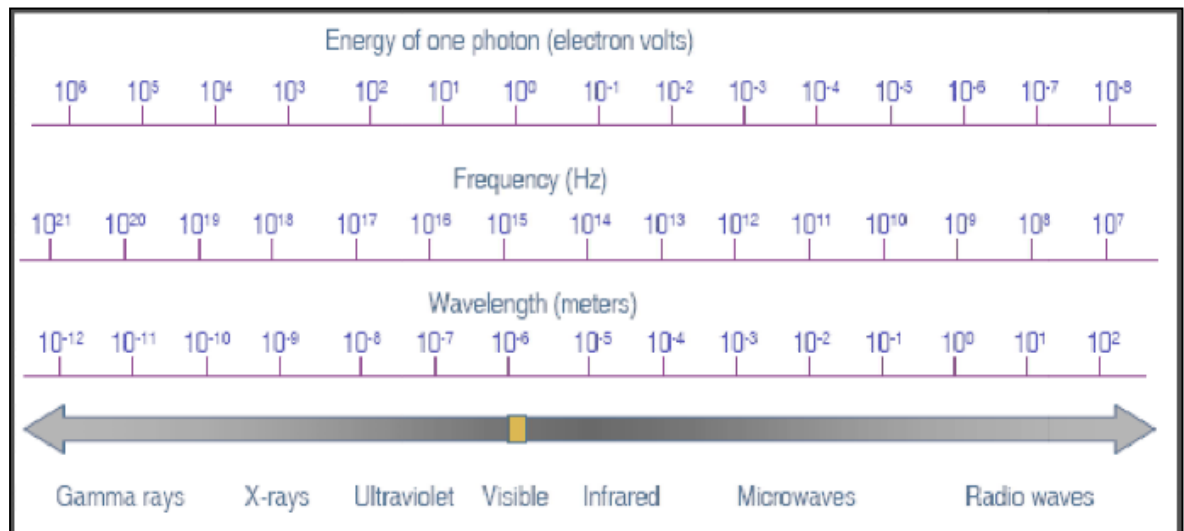 Energy of one photon (electron volts)
10⁶ 10⁵ 10⁴ 10³ 10² 10¹ 10⁰ 10⁻¹ 10⁻² 10⁻³ 10⁻⁴ 10⁻⁵ 10⁻⁶ 10⁻⁷ 10⁻⁸
Frequency (Hz)
10²¹ 10²⁰ 10¹⁹ 10¹⁸ 10¹⁷ 10¹⁶ 10¹⁵ 10¹⁴ 10¹³ 10¹² 10¹¹ 10¹⁰ 10⁹ 10⁸ 10⁷
Wavelength (meters)
10⁻¹² 10⁻¹¹ 10⁻¹⁰ 10⁻⁹ 10⁻⁸ 10⁻⁷ 10⁻⁶ 10⁻⁵ 10⁻⁴ 10⁻³ 10⁻² 10⁻¹ 10⁰ 10¹ 10²
Gamma rays X-rays Ultraviolet Visible Infrared Microwaves Radio waves